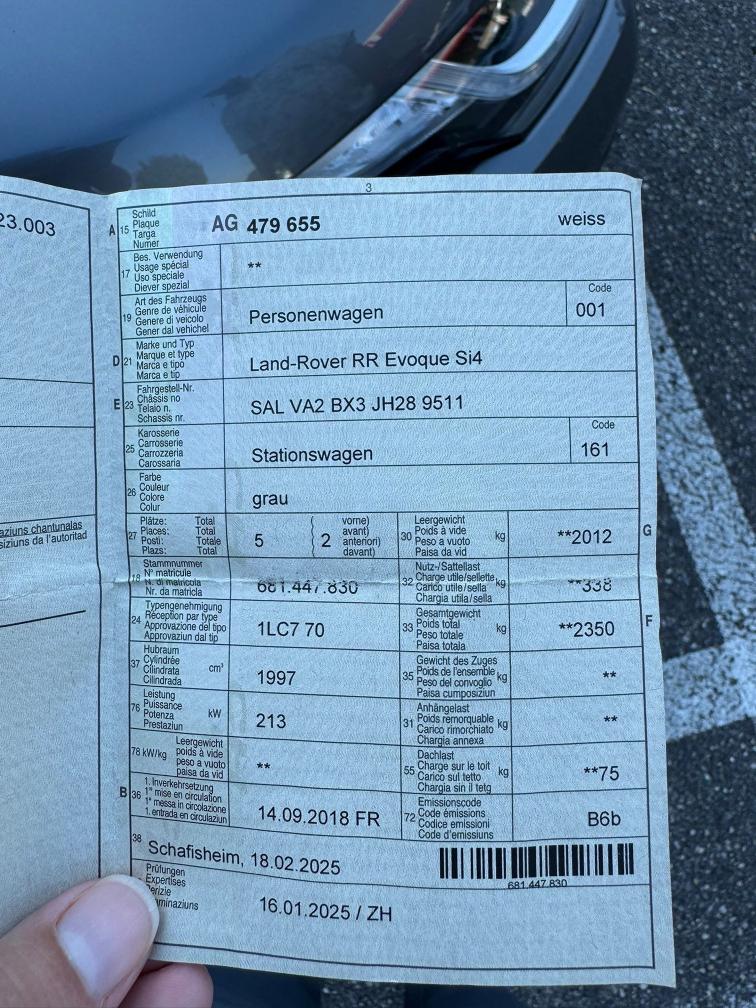 3
23.003
A 15 Schild Plaque Targa Numer AG 479 655 weiss
17 Bes. Verwendung Usage spécial Uso speciale Diever spezial **
19 Art des Fahrzeugs Genre de véhicule Genere di veicolo Gener dal vehichel Personenwagen Code 001
D 21 Marke und Typ Marque et type Marca e tipo Marca e tip Land-Rover RR Evoque Si4
E 23 Fahrgestell-Nr. Châssis no Telaio n. Schassis nr. SAL VA2 BX3 JH28 9511
25 Karosserie Carrosserie Carrozzeria Carossaria Stationswagen Code 161
26 Farbe Couleur Colore Colur grau
27 Plätze: Total Places: Total Posti: Totale Plazs: Total 5 2 vorne) avant) anteriori) davant) 30 Leergewicht Poids à vide Peso a vuoto Paisa da vid kg **2012 G
aziuns chantunalas
siziuns da l'autoritad
18 Stammnummer N° matricule N. di matricola Nr. da matricla 681.447.830 32 Nutz-/Sattellast Charge utile/sellette Carico utile/sella Chargia utila/sella kg **338
24 Typengenehmigung Réception par type Approvazione del tipo Approvaziun dal tip 1LC7 70 33 Gesamtgewicht Poids total Peso totale Paisa totala kg **2350 F
37 Hubraum Cylindrée Cilindrata Cilindrada cm³ 1997 35 Gewicht des Zuges Poids de l'ensemble Peso del convoglio Paisa cumposiziun kg **
76 Leistung Puissance Potenza Prestaziun kW 213 31 Anhängelast Poids remorquable Carico rimorchiato Chargia annexa kg **
78 kW/kg Leergewicht poids à vide peso a vuoto paisa da vid ** 55 Dachlast Charge sur le toit Carico sul tetto Chargia sin il tetg kg **75
B 36 1. Inverkehrsetzung 1re mise en circulation 1a messa in circolazione 1. entrada en circulaziun 14.09.2018 FR 72 Emissionscode Code émissions Codice emissioni Code d'emissiuns B6b
38 Schafisheim, 18.02.2025
681.447.830
Prüfungen Expertises 16.01.2025 / ZH